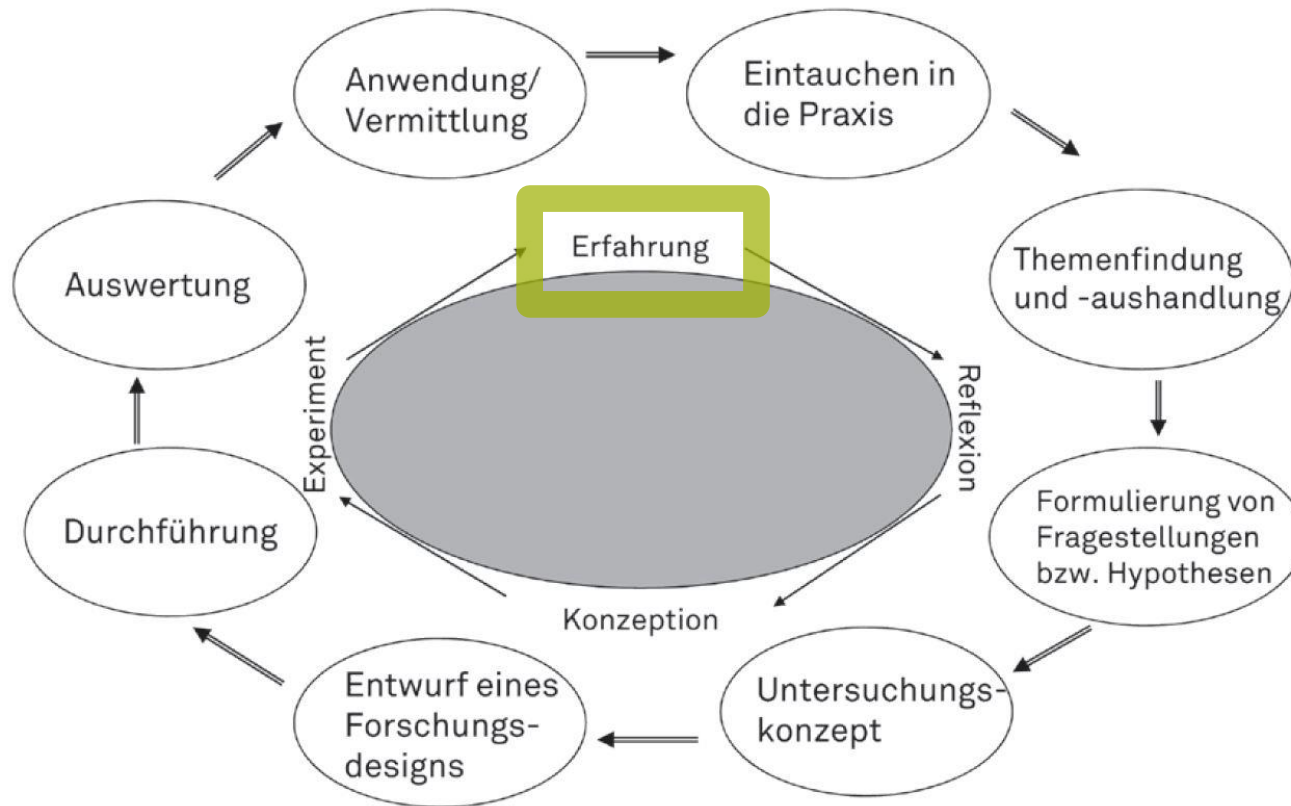 Anwendung/
Vermittlung
Eintauchen in
die Praxis
Themenfindung
und -aushandlung
Formulierung von
Fragestellungen
bzw. Hypothesen
Untersuchungs-
konzept
Entwurf eines
Forschungs-
designs
Durchführung
Auswertung
Erfahrung
Reflexion
Konzeption
Experiment